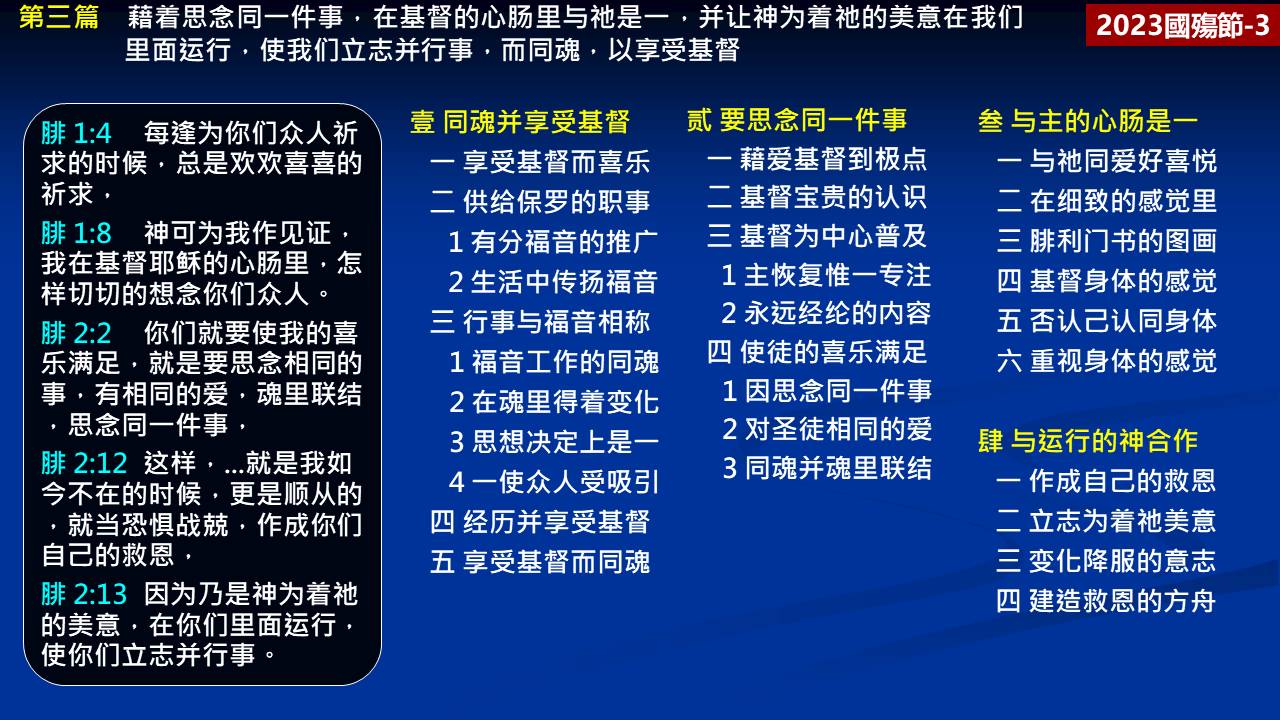 第三篇 藉着思念同一件事，在基督的心肠里与祂是一，并让神为着祂的美意在我们
里面运行，使我们立志并行事，而同魂，以享受基督
2023國殤節-3
腓 1:4 每逢为你们众人祈
求的时候，总是欢欢喜喜的
祈求，
腓 1:8 神可为我作见证，
我在基督耶稣的心肠里，怎
样切切的想念你们众人。
腓 2:2 你们就要使我的喜
乐满足，就是要思念相同的
事，有相同的爱，魂里联结
，思念同一件事，
腓 2:12 这样，…就是我如
今不在的时候，更是顺从的
，就当恐惧战兢，作成你们
自己的救恩，
腓 2:13 因为乃是神为着祂
的美意，在你们里面运行，
使你们立志并行事。
壹 同魂并享受基督
一 享受基督而喜乐
二 供给保罗的职事
1 有分福音的推广
2 生活中传扬福音
三 行事与福音相称
1 福音工作的同魂
2 在魂里得着变化
3 思想决定上是一
4 一使众人受吸引
四 经历并享受基督
五 享受基督而同魂
贰 要思念同一件事
一 藉爱基督到极点
二 基督宝贵的认识
三 基督为中心普及
1 主恢复惟一专注
2 永远经纶的内容
四 使徒的喜乐满足
1 因思念同一件事
2 对圣徒相同的爱
3 同魂并魂里联结
叁 与主的心肠是一
一 与祂同爱好喜悦
二 在细致的感觉里
三 腓利门书的图画
四 基督身体的感觉
五 否认己认同身体
六 重视身体的感觉
肆 与运行的神合作
一 作成自己的救恩
二 立志为着祂美意
三 变化降服的意志
四 建造救恩的方舟